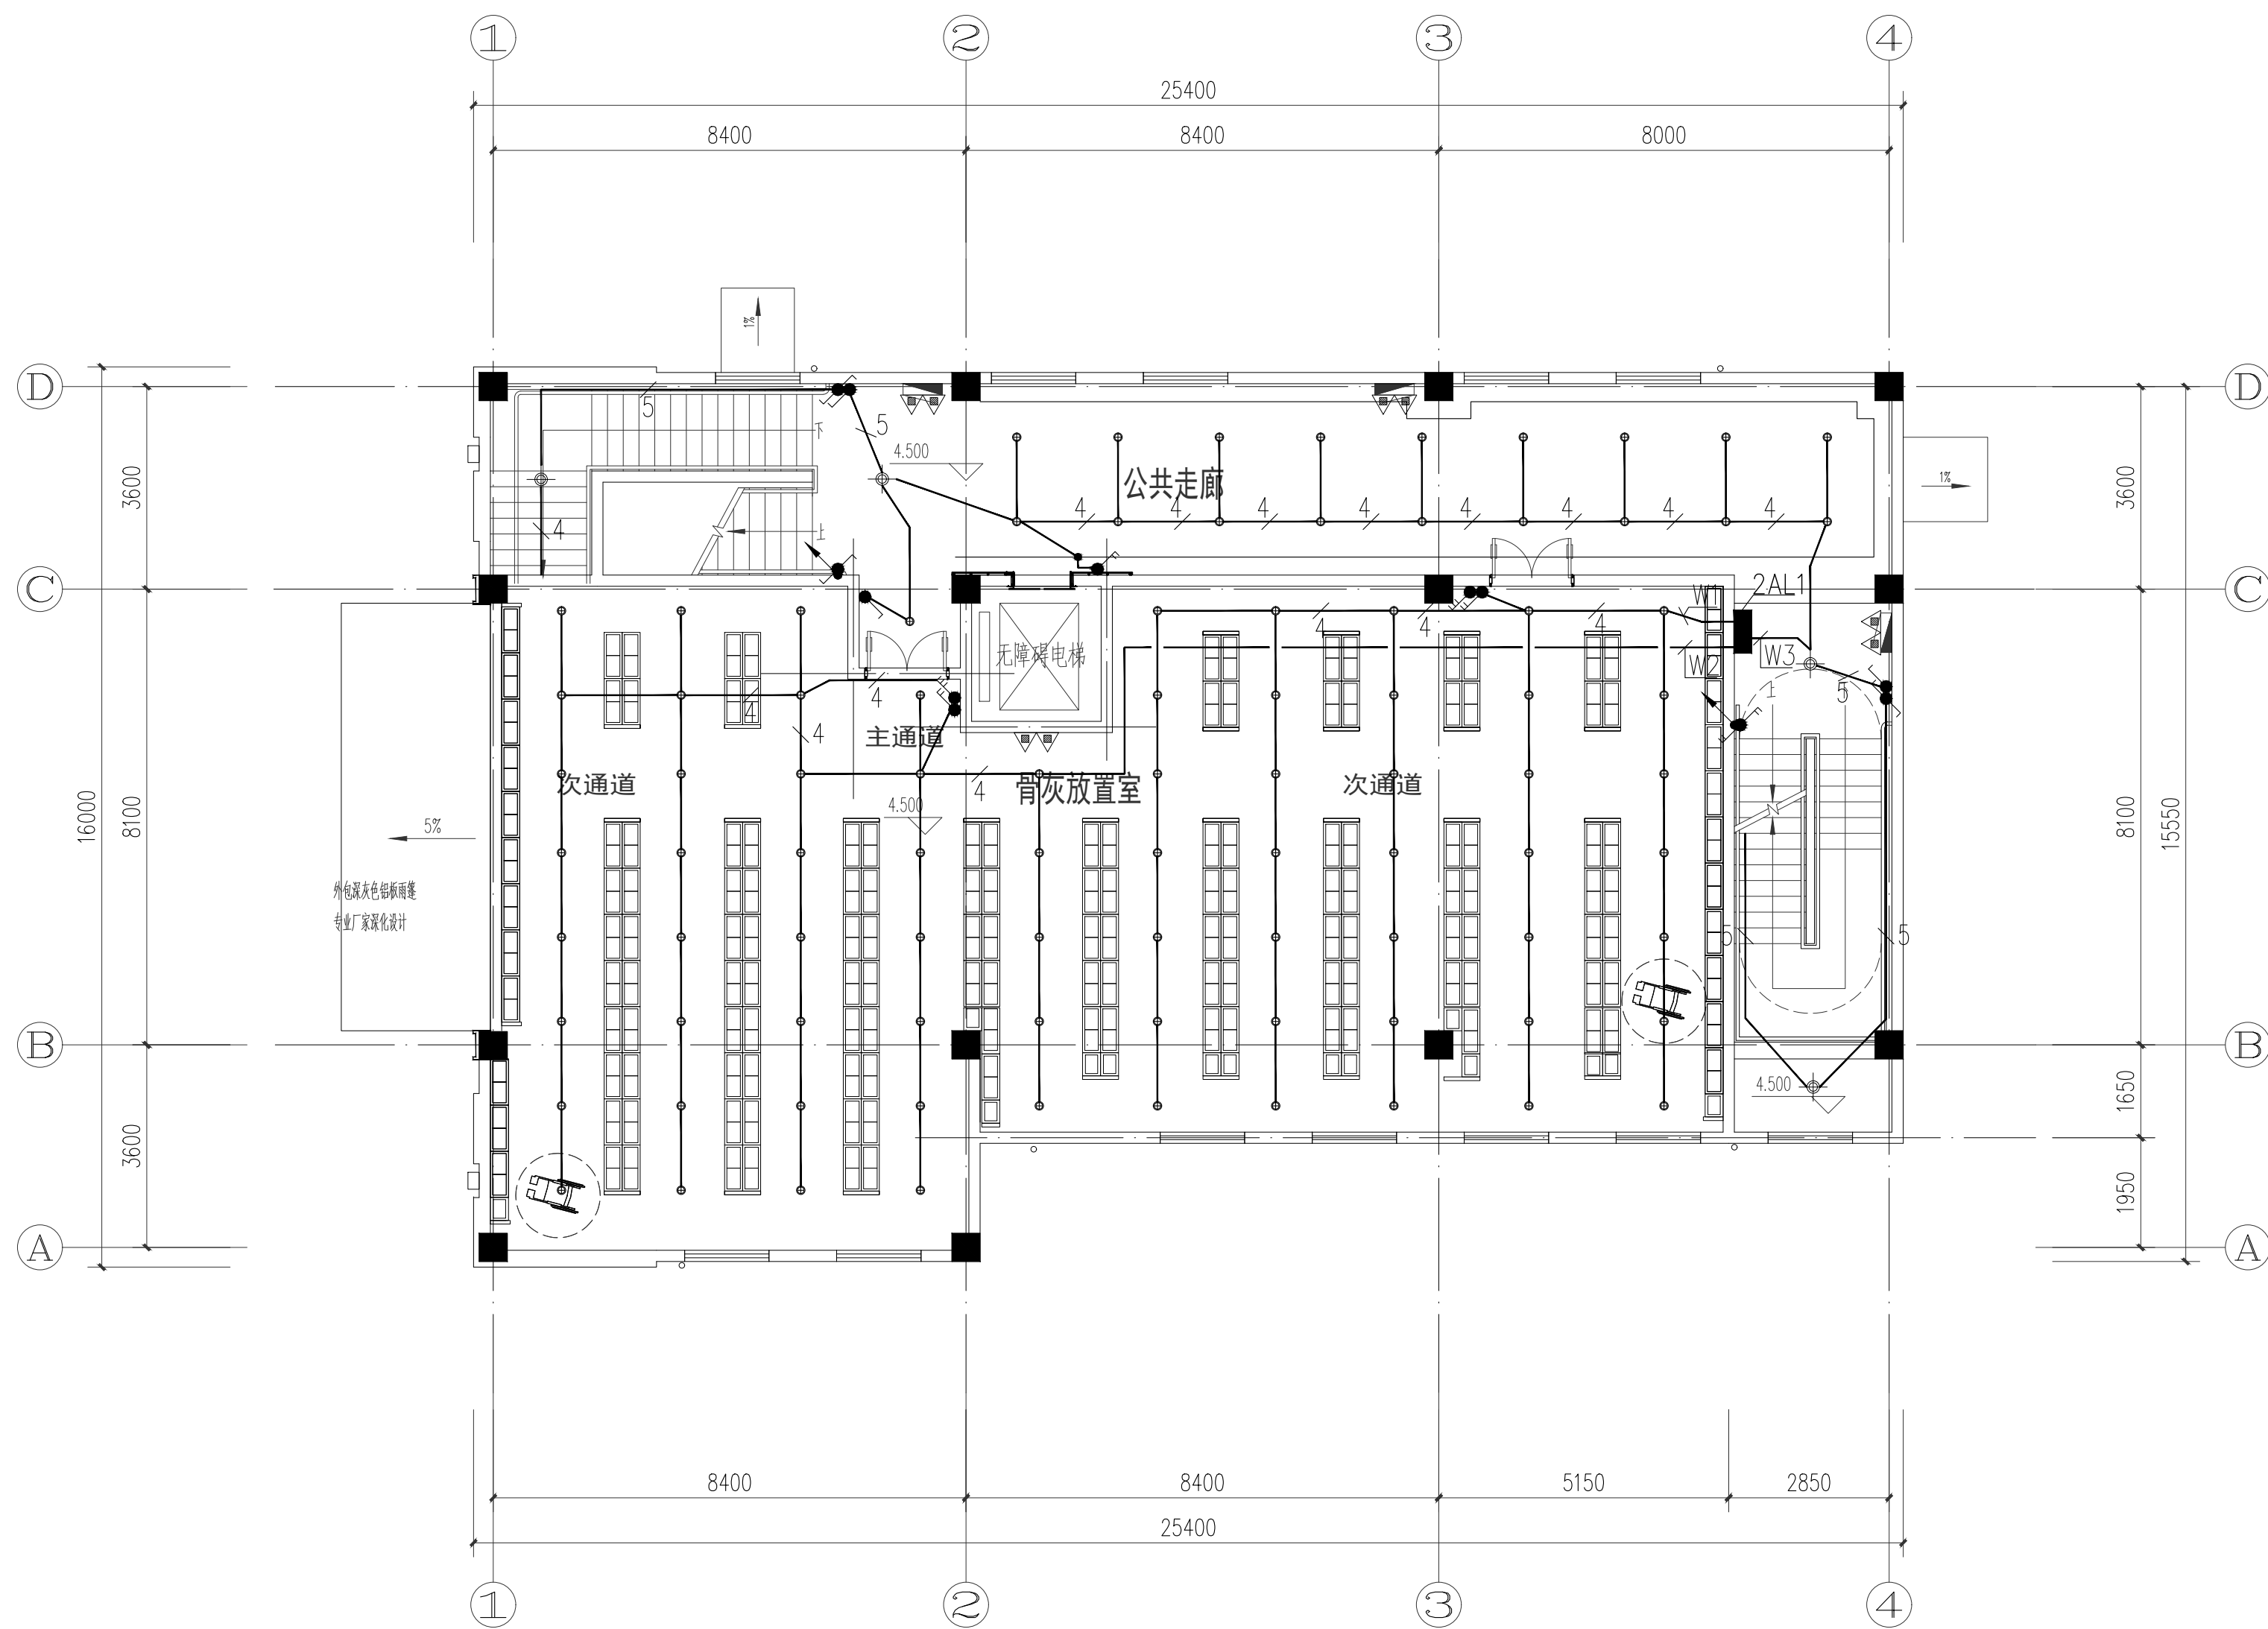 1 2 3 4
25400
8400 8400 8000
1%
D D
5
下
5
4.500
公共走廊
1%
3600 3600
4 4 4 4 4 4 4 4
4
上
C C
W1 2AL1
4 4 4
无障碍电梯
W2 W3
5
上
4 4
4
主通道
次通道 骨灰放置室 次通道
4
4.500
16000 8100 8100 15550
5%
外包深灰色铝板雨篷
专业厂家深化设计
5 5
B B
4.500
1650
3600
1950
A A
8400 8400 5150 2850
25400
1 2 3 4